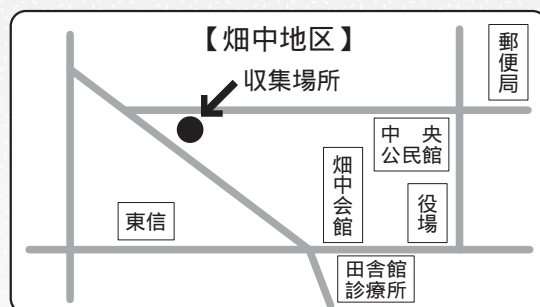 【畑中地区】
収集場所
郵便局
中央
公民館
畑中会館
役場
東信
田舎館
診療所